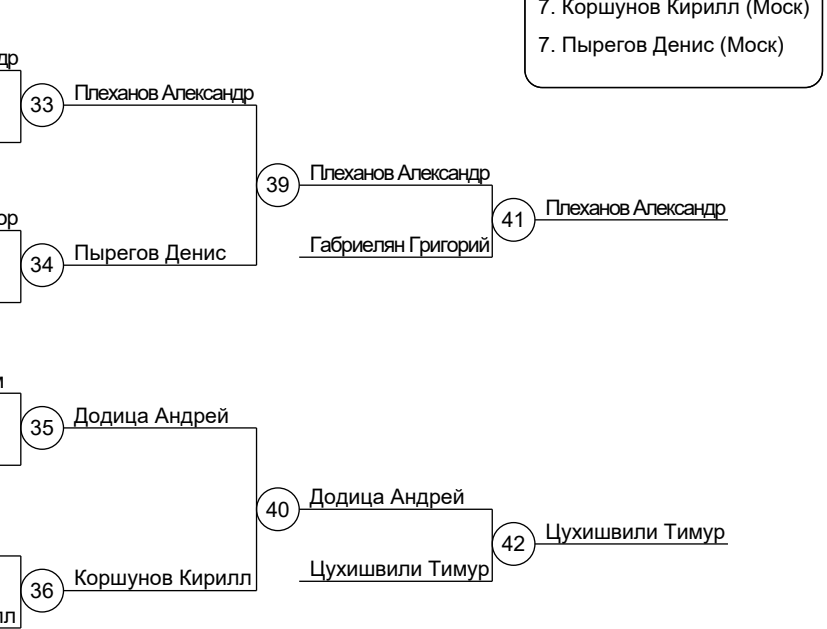 7. Коршунов Кирилл (Моск)
7. Пырегов Денис (Моск)
33 Плеханов Александр
39 Плеханов Александр
41 Плеханов Александр
Габриелян Григорий
34 Пырегов Денис
35 Додица Андрей
40 Додица Андрей
42 Цухишвили Тимур
Цухишвили Тимур
36 Коршунов Кирилл